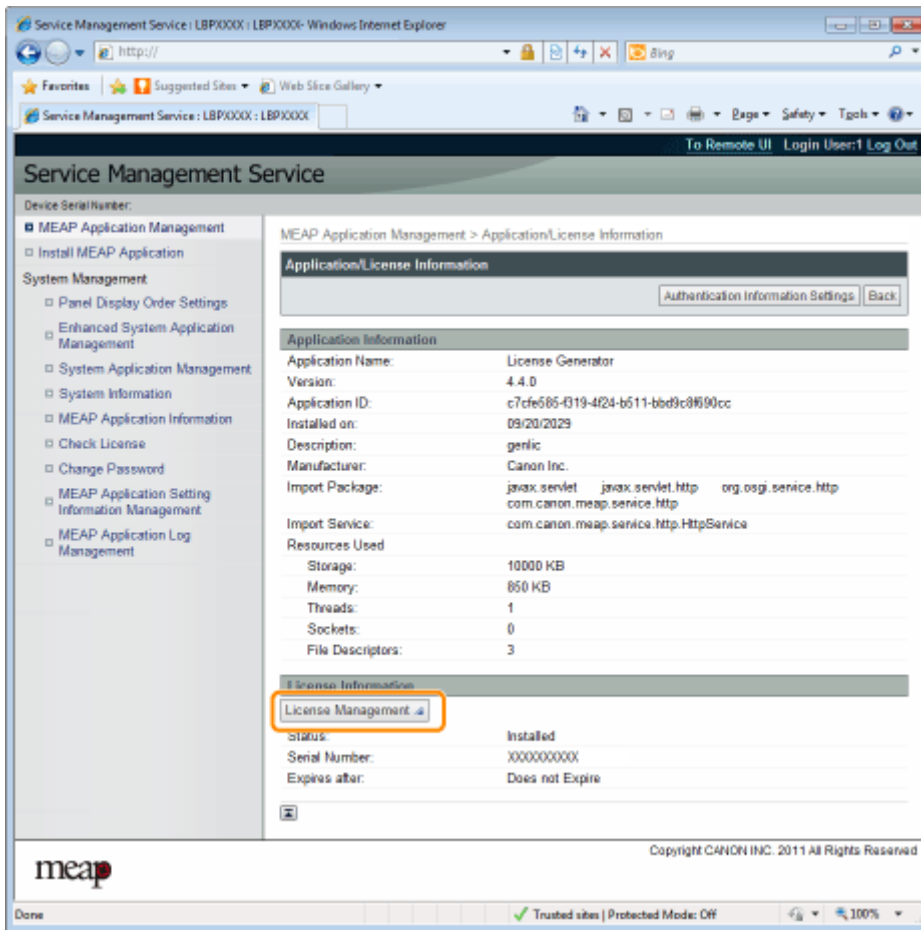 Service Management Service : LBPXXXX : LBPXXXX- Windows Internet Explorer
http://
Bing
Favorites Suggested Sites Web Slice Gallery
Service Management Service : LBPXXXX : LBPXXXX
Page Safety Tools
To Remote UI Login User:1 Log Out
Service Management Service
Device Serial Number:
MEAP Application Management
Install MEAP Application
System Management
Panel Display Order Settings
Enhanced System Application
Management
System Application Management
System Information
MEAP Application Information
Check License
Change Password
MEAP Application Setting
Information Management
MEAP Application Log
Management
MEAP Application Management > Application/License Information
Application/License Information
Authentication Information Settings Back
Application Information
Application Name: License Generator
Version: 4.4.0
Application ID: c7cfe585-f319-4f24-b511-bbd9c8f690cc
Installed on: 09/20/2029
Description: genlic
Manufacturer: Canon Inc.
Import Package: javax.servlet javax.servlet.http org.osgi.service.http
com.canon.meap.service.http
Import Service: com.canon.meap.service.http.HttpService
Resources Used
Storage: 10000 KB
Memory: 850 KB
Threads: 1
Sockets: 0
File Descriptors: 3
License Information
License Management
Status: Installed
Serial Number: XXXXXXXXXX
Expires after: Does not Expire
Copyright CANON INC. 2011 All Rights Reserved
meap
Done Trusted sites | Protected Mode: Off 100%